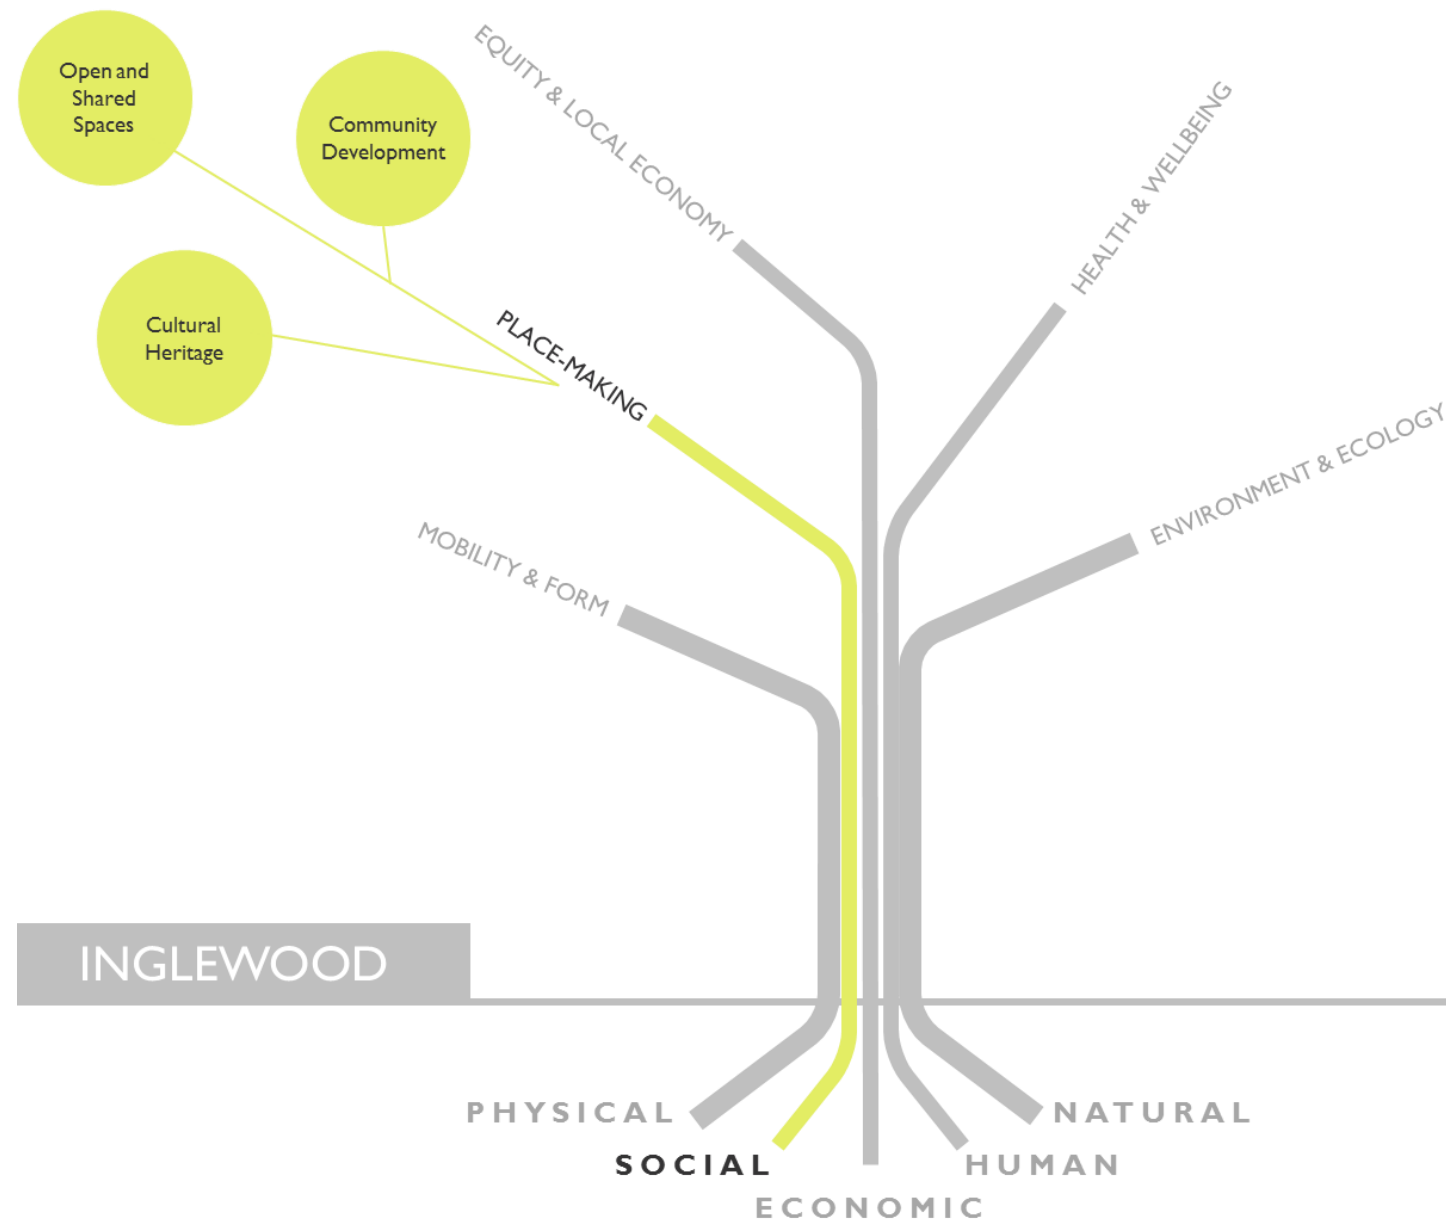 Open and
Shared
Spaces
Community
Development
Cultural
Heritage
EQUITY & LOCAL ECONOMY
HEALTH & WELLBEING
PLACE-MAKING
ENVIRONMENT & ECOLOGY
MOBILITY & FORM
INGLEWOOD
PHYSICAL
NATURAL
SOCIAL
HUMAN
ECONOMIC